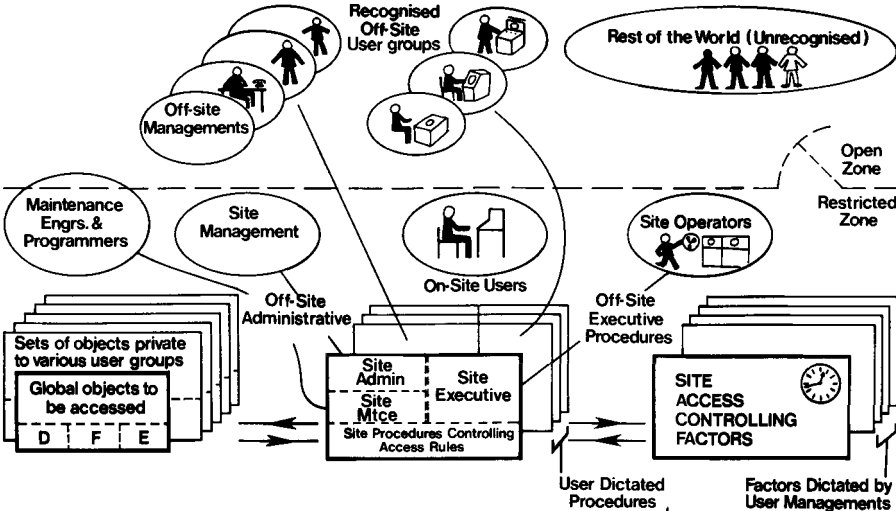 Recognised
Off-Site
User groups
Rest of the World (Unrecognised)
Off-site
Managements
Open
Zone
Restricted
Zone
Maintenance
Engrs. &
Programmers
Site
Management
On-Site Users
Site Operators
Off-Site
Administrative
Off-Site
Executive
Procedures
Sets of objects private
to various user groups
Global objects to
be accessed
D F E
Site
Admin
Site
Mtce
Site
Executive
Site Procedures Controlling
Access Rules
SITE
ACCESS
CONTROLLING
FACTORS
User Dictated
Procedures
Factors Dictated by
User Managements